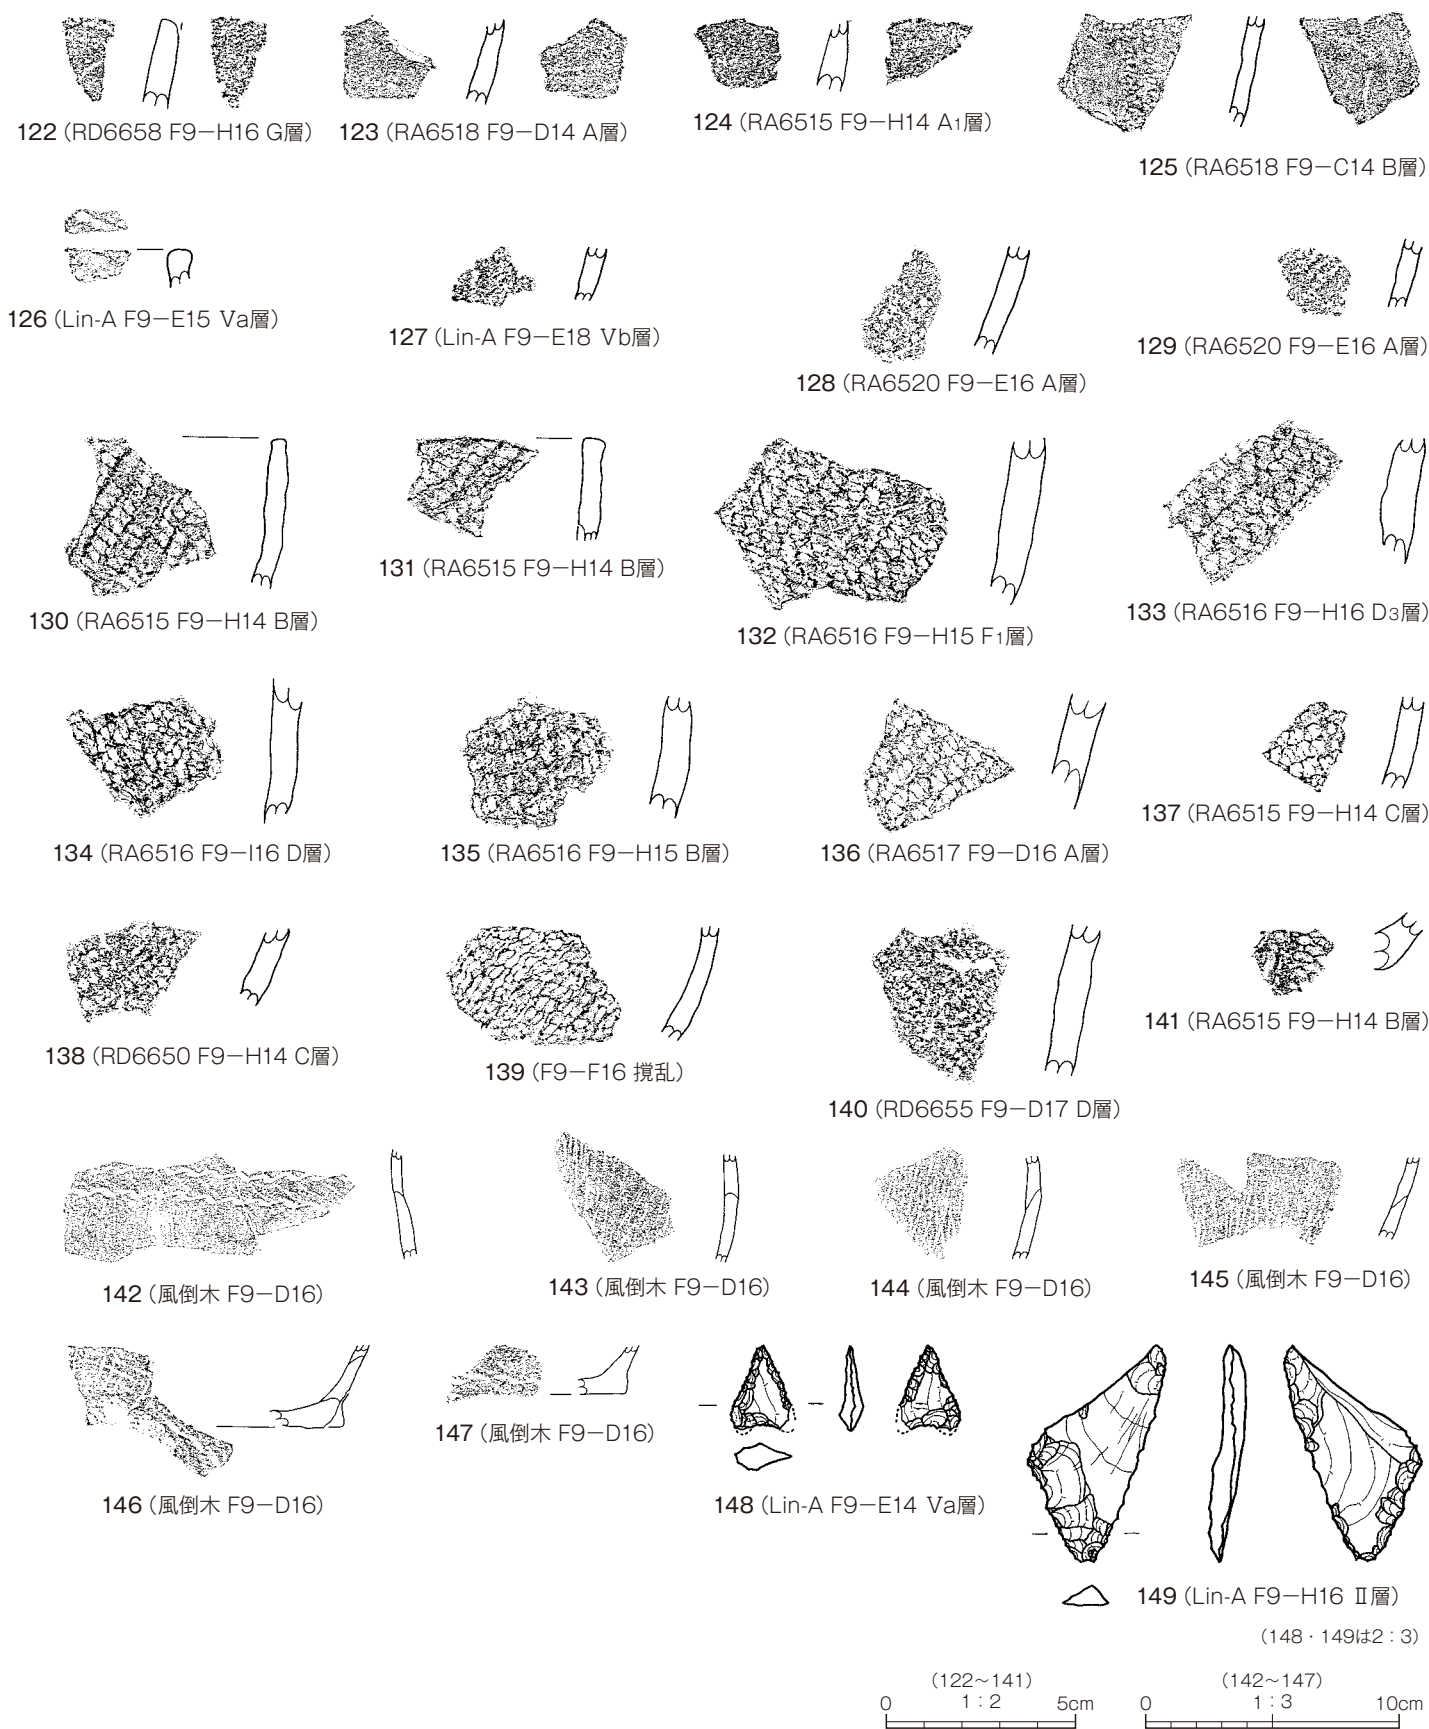 122 (RD6658 F9−H16 G層)
123 (RA6518 F9−D14 A層)
124 (RA6515 F9−H14 A1層)
125 (RA6518 F9−C14 B層)
126 (Lin-A F9−E15 Ⅴa層)
127 (Lin-A F9−E18 Ⅴb層)
128 (RA6520 F9−E16 A層)
129 (RA6520 F9−E16 A層)
130 (RA6515 F9−H14 B層)
131 (RA6515 F9−H14 B層)
132 (RA6516 F9−H15 F1層)
133 (RA6516 F9−H16 D3層)
134 (RA6516 F9−I16 D層)
135 (RA6516 F9−H15 B層)
136 (RA6517 F9−D16 A層)
137 (RA6515 F9−H14 C層)
138 (RD6650 F9−H14 C層)
139 (F9−F16 撹乱)
140 (RD6655 F9−D17 D層)
141 (RA6515 F9−H14 B層)
142 (風倒木 F9−D16)
143 (風倒木 F9−D16)
144 (風倒木 F9−D16)
145 (風倒木 F9−D16)
146 (風倒木 F9−D16)
147 (風倒木 F9−D16)
148 (Lin-A F9−E14 Ⅴa層)
149 (Lin-A F9−H16 Ⅱ層)
(148・149は2:3)
(122〜141)
0 1:2 5cm
(142〜147)
0 1:3 10cm